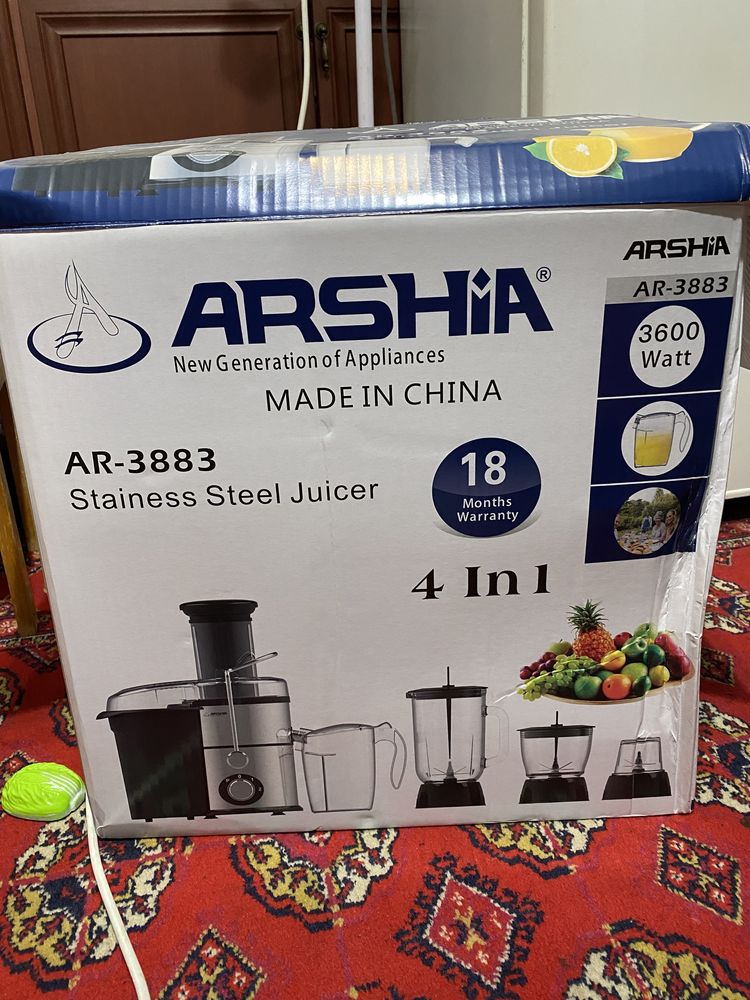 ARSHiA®
New Generation of Appliances
MADE IN CHINA
AR-3883
Stainess Steel Juicer
18
Months
Warranty
4 In 1
ARSHiA
AR-3883
3600
Watt
ARSHiA